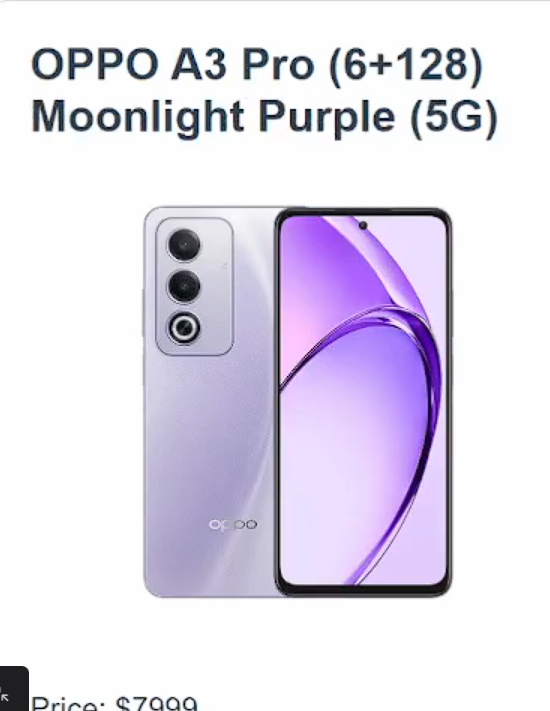 OPPO A3 Pro (6+128)
Moonlight Purple (5G)
oppo
Price: $7999